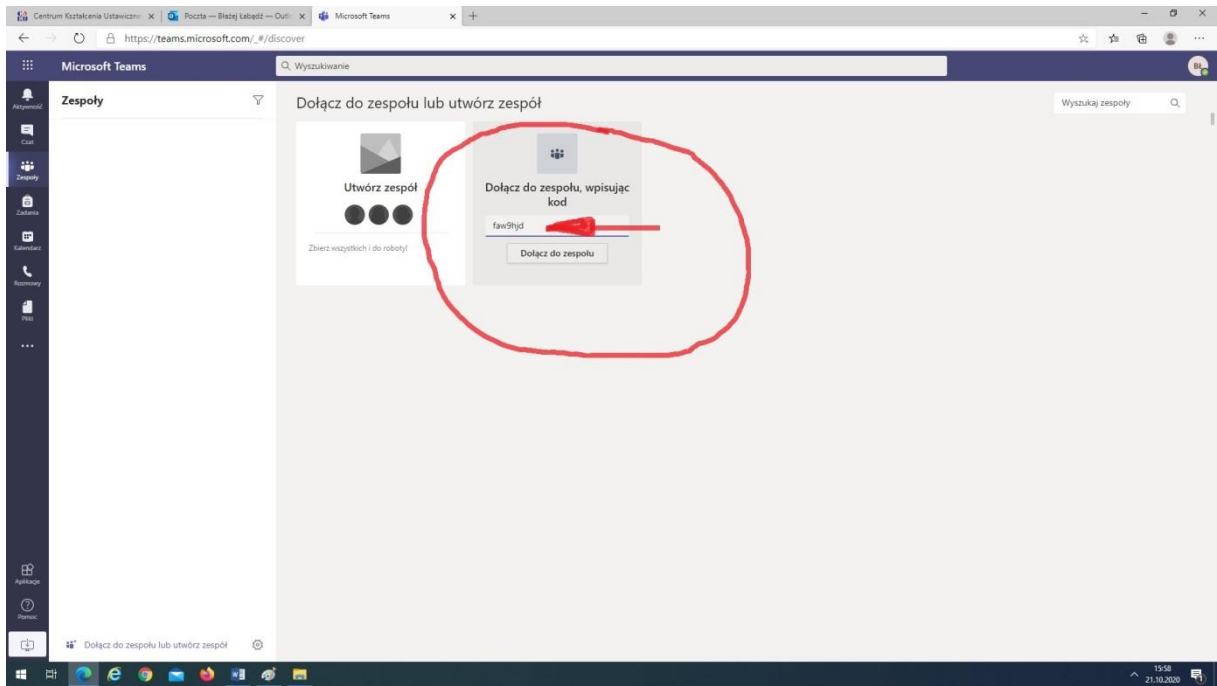 Centrum Kształcenia Ustawiczne
Poczta — Błażej Łabędź — Outl
Microsoft Teams
https://teams.microsoft.com/_#/discover
Microsoft Teams
Wyszukiwanie
BŁ
Aktywność
Czat
Zespoły
Zadania
Kalendarz
Rozmowy
Pliki
Aplikacje
Pomoc
Zespoły
Dołącz do zespołu lub utwórz zespół
Wyszukaj zespoły
Utwórz zespół
Zbierz wszystkich i do roboty!
Dołącz do zespołu, wpisując
kod
faw9hjd
Dołącz do zespołu
Dołącz do zespołu lub utwórz zespół
15:58
21.10.2020